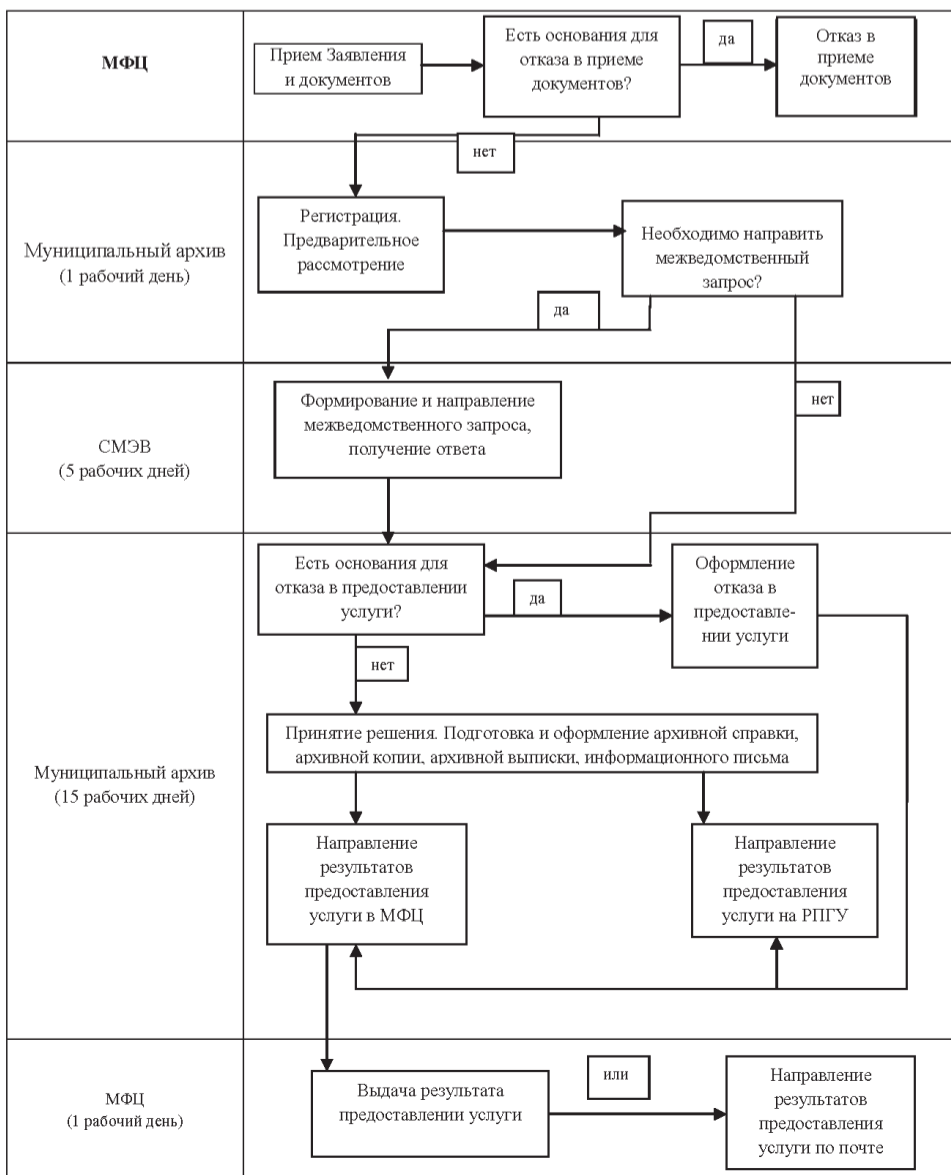 МФЦ
Прием Заявления
и документов
Есть основания для
отказа в приеме
документов?
да
Отказ в
приеме
документов
нет
Муниципальный архив
(1 рабочий день)
Регистрация.
Предварительное
рассмотрение
Необходимо направить
межведомственный
запрос?
да
нет
СМЭВ
(5 рабочих дней)
Формирование и направление
межведомственного запроса,
получение ответа
Муниципальный архив
(15 рабочих дней)
Есть основания для
отказа в предоставлении
услуги?
да
Оформление
отказа в
предоставле-
нии услуги
нет
Принятие решения. Подготовка и оформление архивной справки,
архивной копии, архивной выписки, информационного письма
Направление
результатов
предоставления
услуги в МФЦ
Направление
результатов
предоставления
услуги на РПГУ
МФЦ
(1 рабочий день)
Выдача результата
предоставлении услуги
или
Направление
результатов
предоставления
услуги по почте